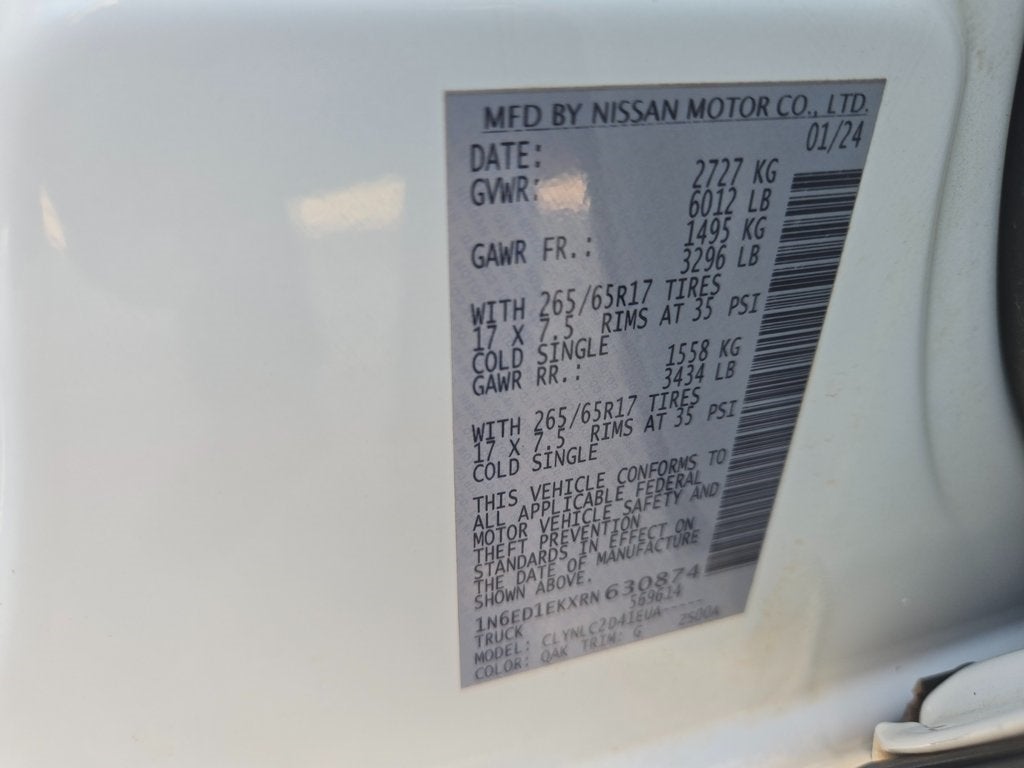 MFD BY NISSAN MOTOR CO., LTD.
DATE: 01/24
GVWR: 2727 KG
6012 LB
GAWR FR.: 1495 KG
3296 LB
WITH 265/65R17 TIRES
17 X 7.5 RIMS AT 35 PSI
COLD SINGLE
GAWR RR.: 1558 KG
3434 LB
WITH 265/65R17 TIRES
17 X 7.5 RIMS AT 35 PSI
COLD SINGLE
THIS VEHICLE CONFORMS TO
ALL APPLICABLE FEDERAL
MOTOR VEHICLE SAFETY AND
THEFT PREVENTION
STANDARDS IN EFFECT ON
THE DATE OF MANUFACTURE
SHOWN ABOVE.
1N6ED1EKXRN630874
TRUCK 569614
MODEL: CLYNLC2D41EUA-----
COLOR: QAK TRIM: G ZS00A